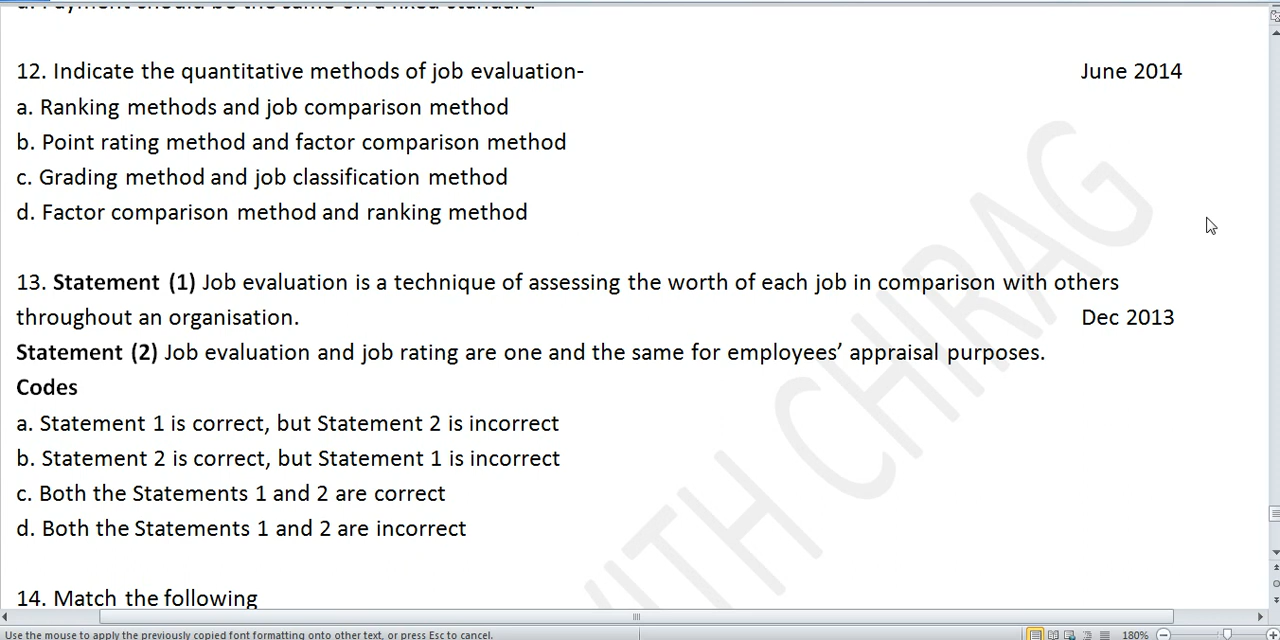 12. Indicate the quantitative methods of job evaluation- June 2014
a. Ranking methods and job comparison method
b. Point rating method and factor comparison method
c. Grading method and job classification method
d. Factor comparison method and ranking method
13. Statement (1) Job evaluation is a technique of assessing the worth of each job in comparison with others
throughout an organisation. Dec 2013
Statement (2) Job evaluation and job rating are one and the same for employees’ appraisal purposes.
Codes
a. Statement 1 is correct, but Statement 2 is incorrect
b. Statement 2 is correct, but Statement 1 is incorrect
c. Both the Statements 1 and 2 are correct
d. Both the Statements 1 and 2 are incorrect
14. Match the following
WITH CHIRAG
Use the mouse to apply the previously copied font formatting onto other text, or press Esc to cancel. 180%